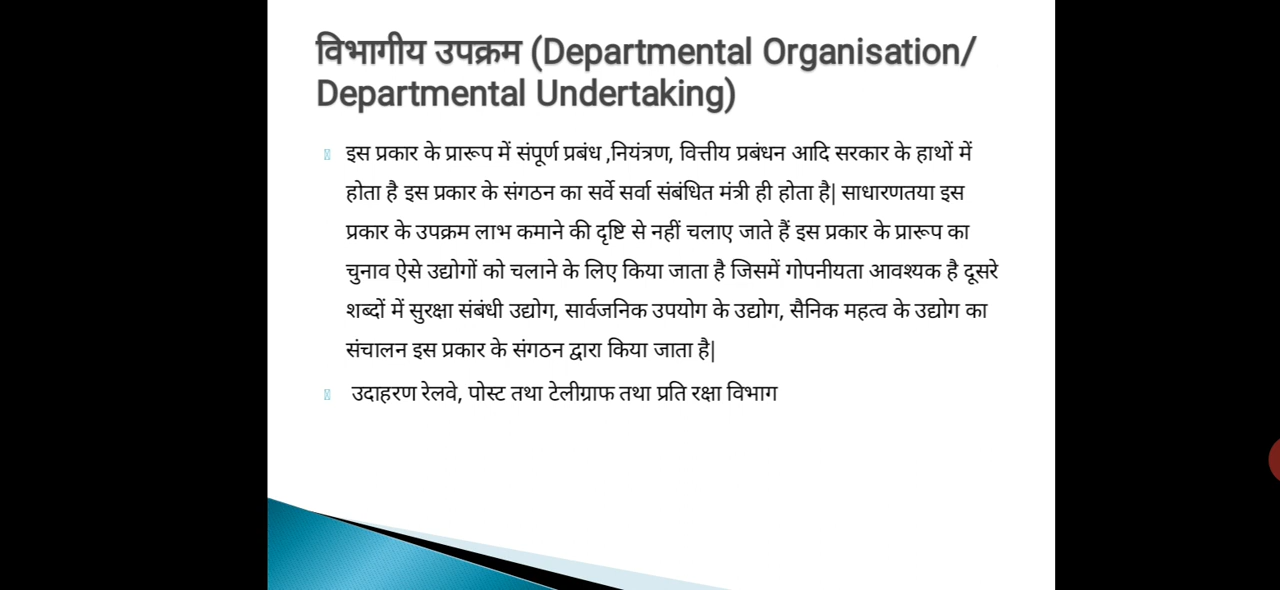 विभागीय उपक्रम (Departmental Organisation/
Departmental Undertaking)
इस प्रकार के प्रारूप में संपूर्ण प्रबंध ,नियंत्रण, वित्तीय प्रबंधन आदि सरकार के हाथों में
होता है इस प्रकार के संगठन का सर्वे सर्वा संबंधित मंत्री ही होता है| साधारणतया इस
प्रकार के उपक्रम लाभ कमाने की दृष्टि से नहीं चलाए जाते हैं इस प्रकार के प्रारूप का
चुनाव ऐसे उद्योगों को चलाने के लिए किया जाता है जिसमें गोपनीयता आवश्यक है दूसरे
शब्दों में सुरक्षा संबंधी उद्योग, सार्वजनिक उपयोग के उद्योग, सैनिक महत्व के उद्योग का
संचालन इस प्रकार के संगठन द्वारा किया जाता है|
उदाहरण रेलवे, पोस्ट तथा टेलीग्राफ तथा प्रति रक्षा विभाग